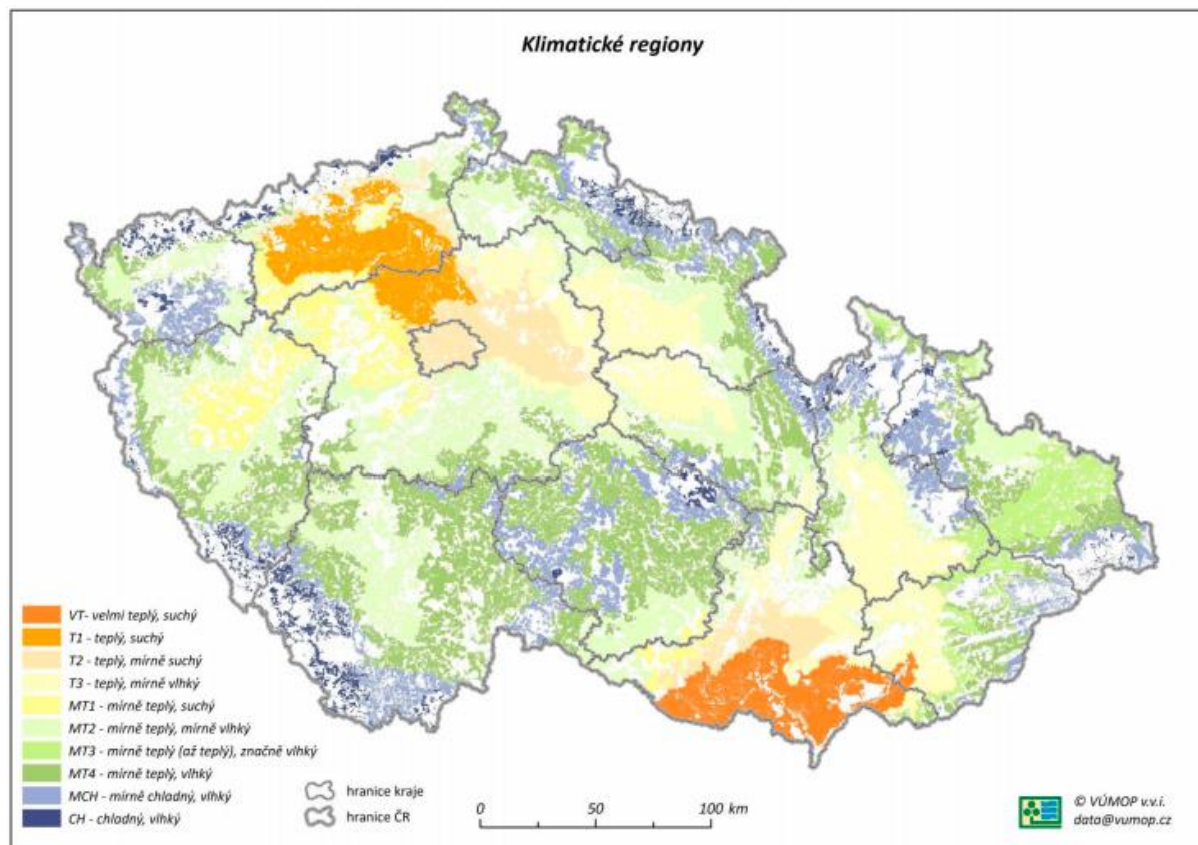 Klimatické regiony
VT- velmi teplý, suchý
T1 - teplý, suchý
T2 - teplý, mírně suchý
T3 - teplý, mírně vlhký
MT1 - mírně teplý, suchý
MT2 - mírně teplý, mírně vlhký
MT3 - mírně teplý (až teplý), značně vlhký
MT4 - mírně teplý, vlhký
MCH - mírně chladný, vlhký
CH - chladný, vlhký
hranice kraje
hranice ČR
0 50 100 km
© VÚMOP v.v.i.
data@vumop.cz